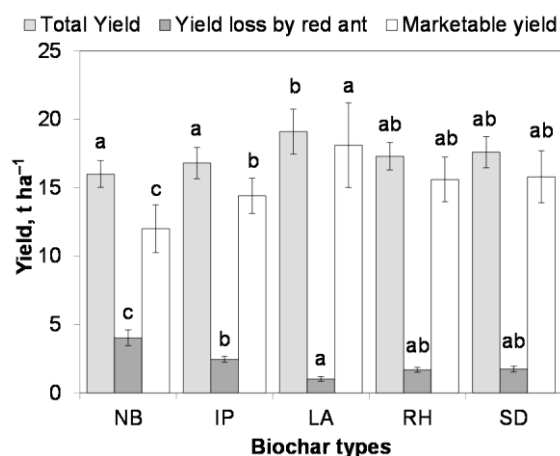 Total Yield Yield loss by red ant Marketable yield
25
20
15
10
5
0
Yield, t ha⁻¹
a c c
a b b
b a a
ab ab ab
ab ab ab
NB IP LA RH SD
Biochar types